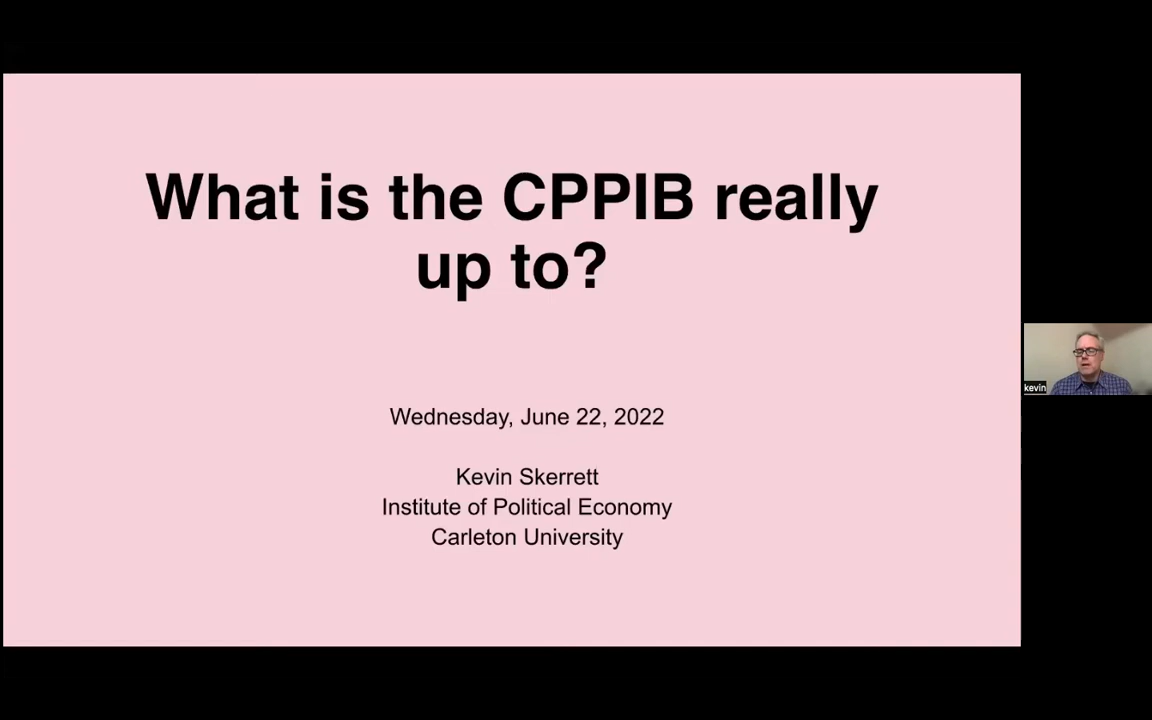 What is the CPPIB really
up to?
Wednesday, June 22, 2022
Kevin Skerrett
Institute of Political Economy
Carleton University
kevin